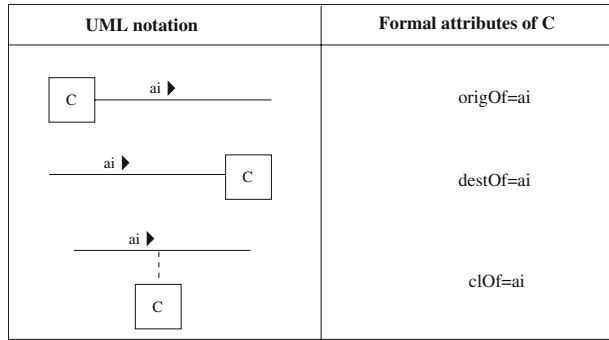 UML notation
Formal attributes of C
ai
C
origOf=ai
ai
C
destOf=ai
ai
C
clOf=ai